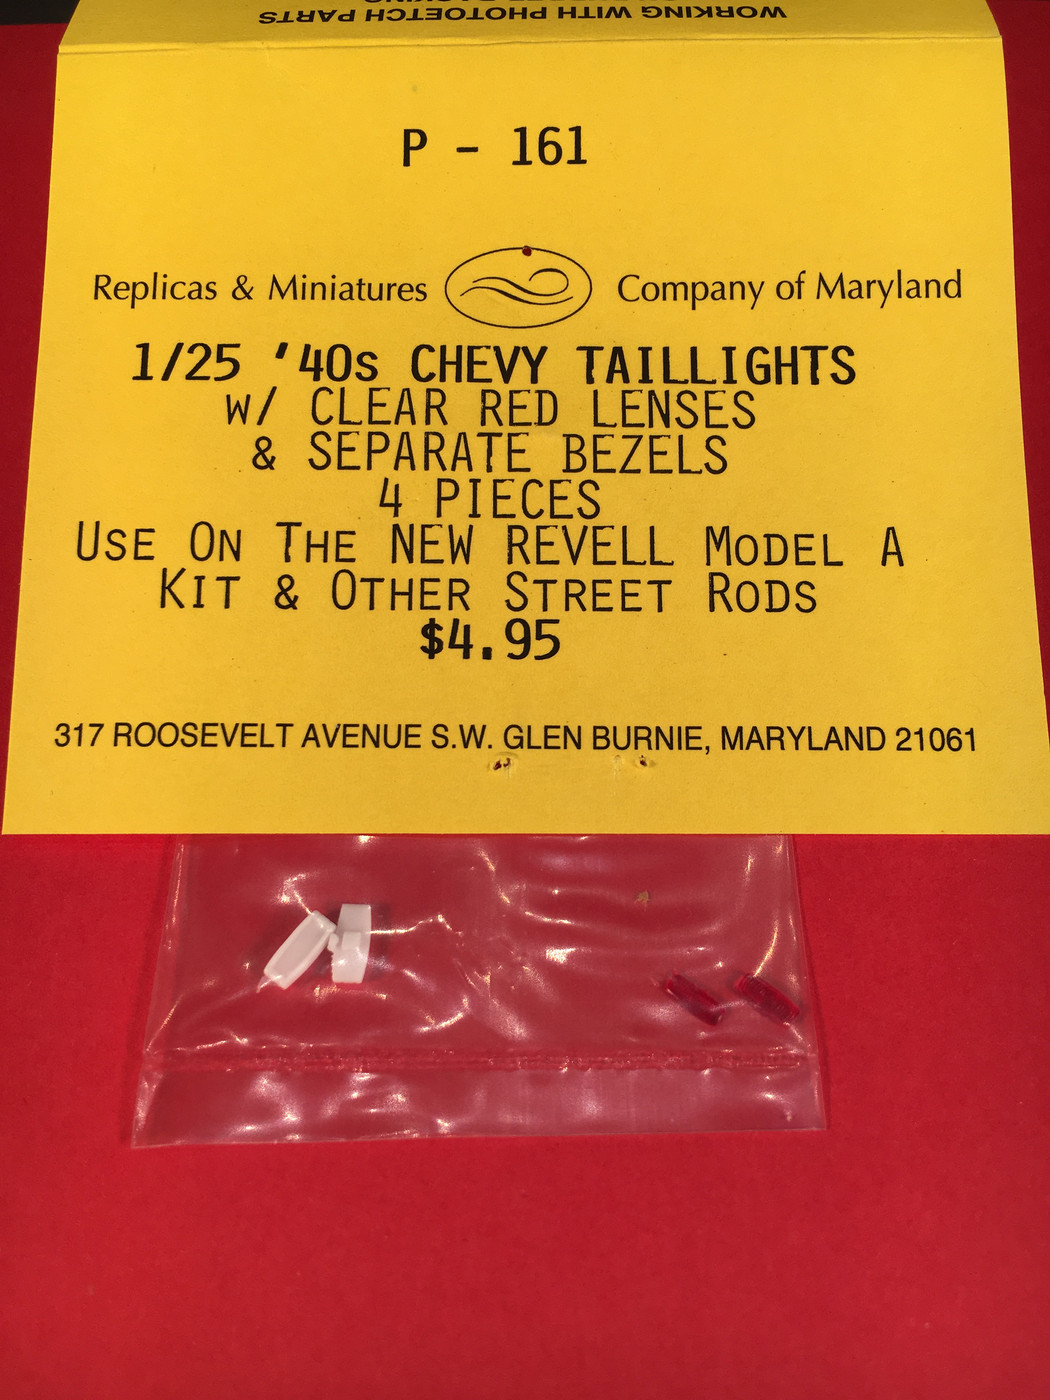 WORKING WITH PHOTOETCH PARTS
P - 161
Replicas & Miniatures Company of Maryland
1/25 '40s CHEVY TAILLIGHTS
W/ CLEAR RED LENSES
& SEPARATE BEZELS
4 PIECES
USE ON THE NEW REVELL MODEL A
KIT & OTHER STREET RODS
$4.95
317 ROOSEVELT AVENUE S.W. GLEN BURNIE, MARYLAND 21061